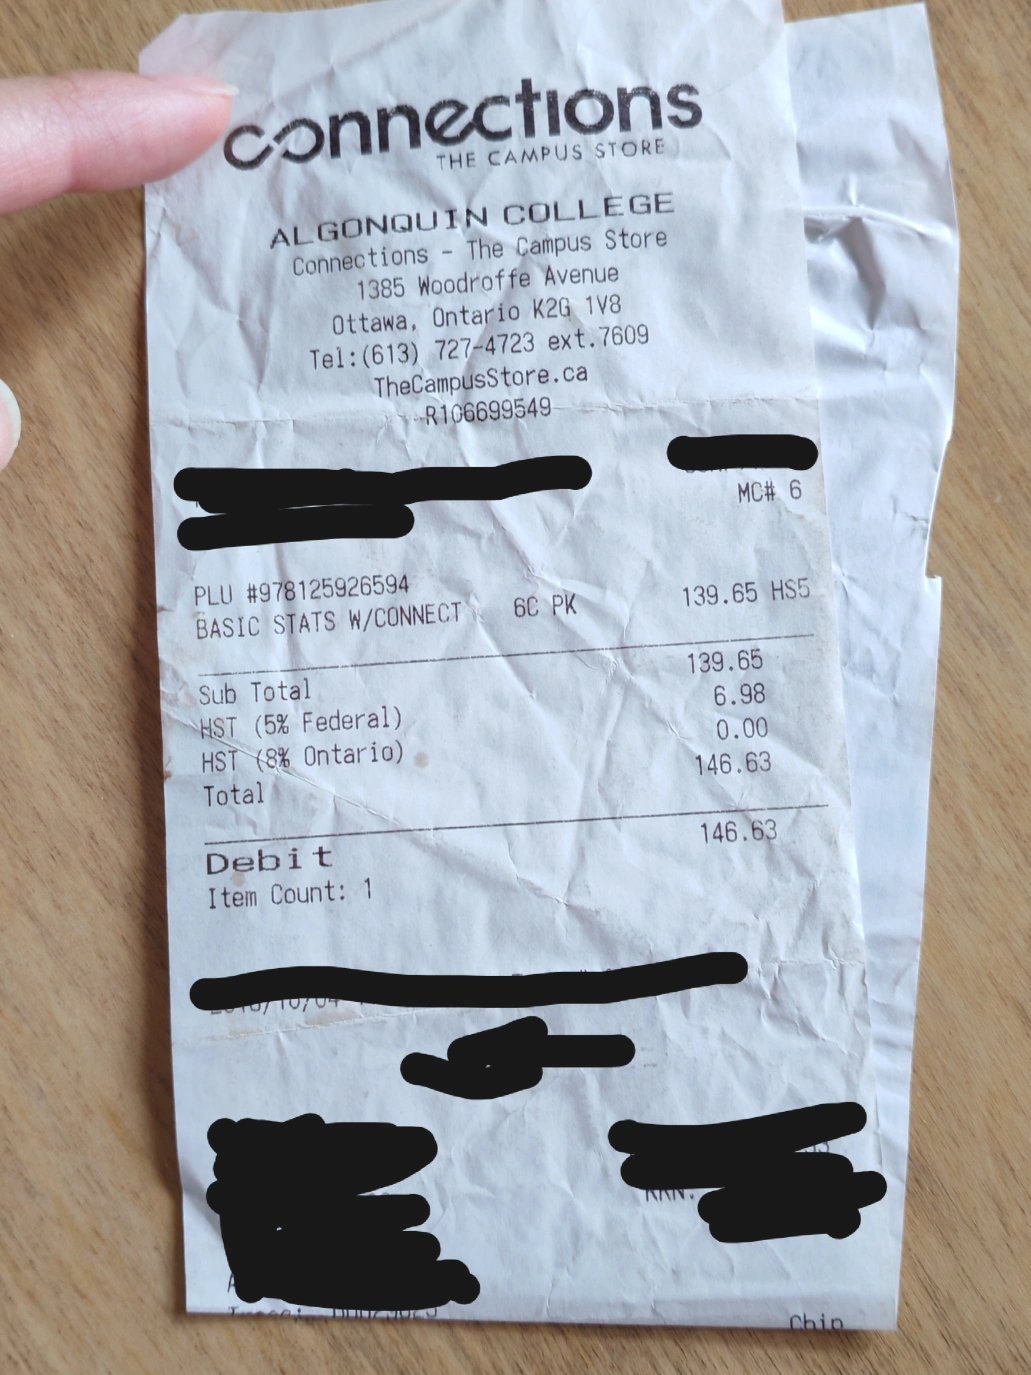 connections
THE CAMPUS STORE
ALGONQUIN COLLEGE
Connections - The Campus Store
1385 Woodroffe Avenue
Ottawa, Ontario K2G 1V8
Tel:(613) 727-4723 ext.7609
TheCampusStore.ca
R106699549
MC# 6
PLU #978125926594
BASIC STATS W/CONNECT 6C PK 139.65 HS5
Sub Total 139.65
HST (5% Federal) 6.98
HST (8% Ontario) 0.00
Total 146.63
Debit 146.63
Item Count: 1
RRN:
Chip